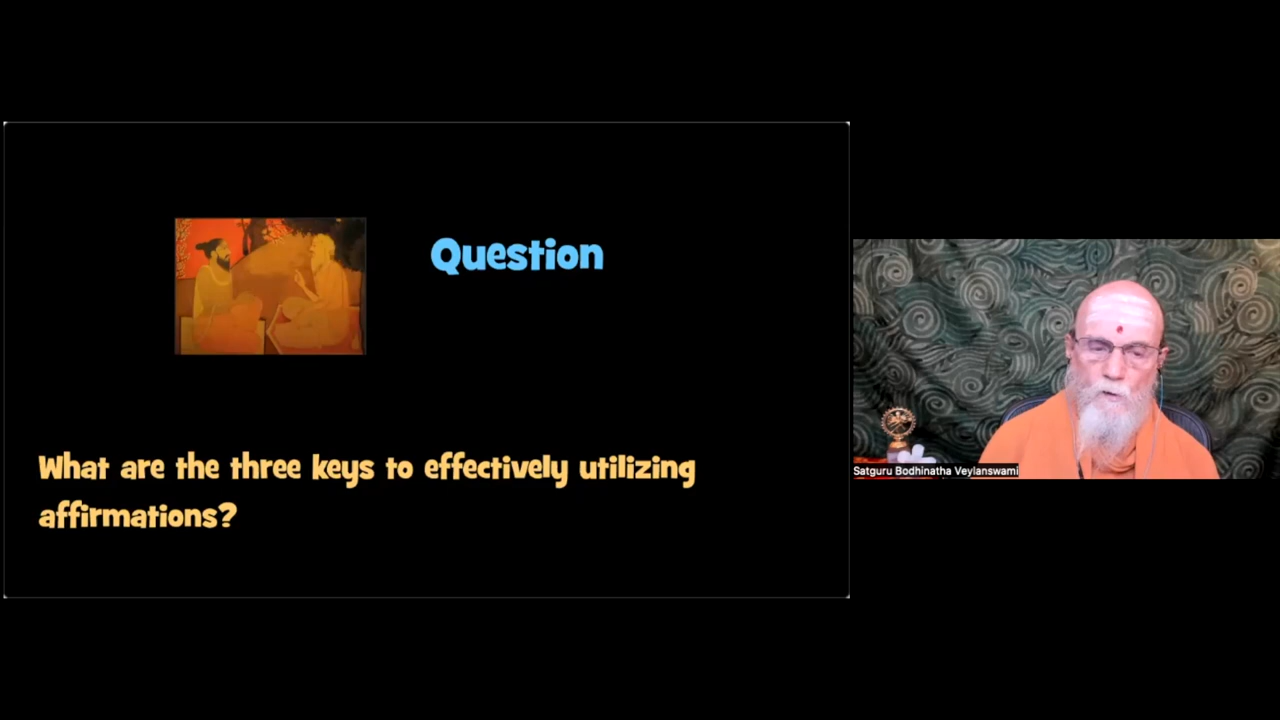 Question
What are the three keys to effectively utilizing
affirmations?
Satguru Bodhinatha Veylanswami